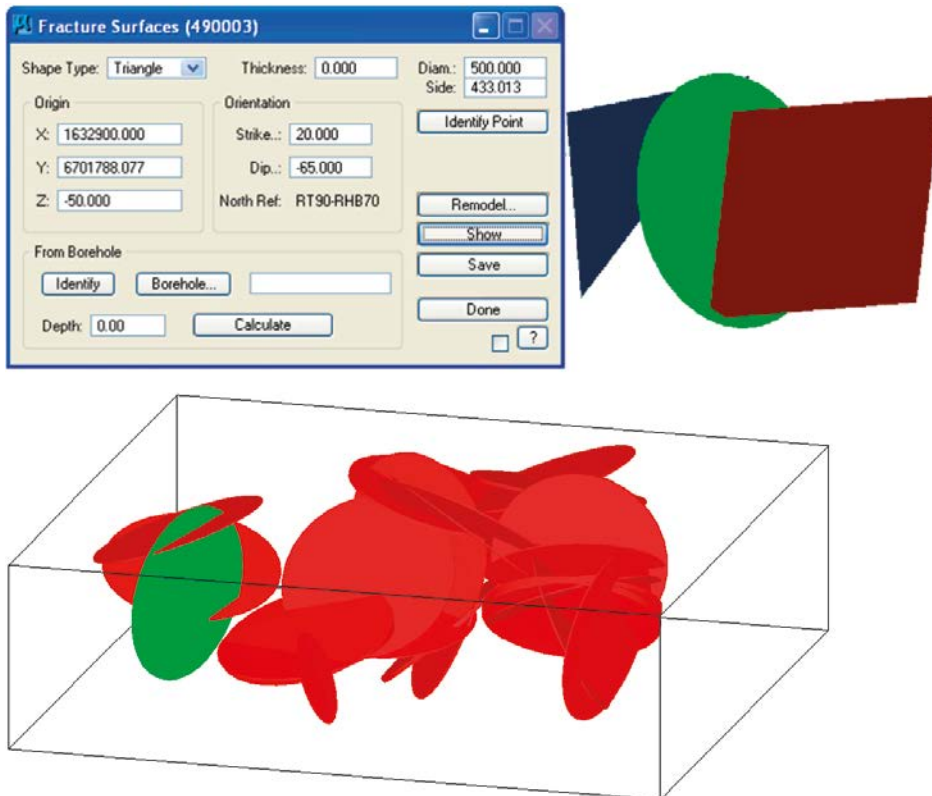 Fracture Surfaces (490003)
Shape Type: Triangle Thickness: 0.000 Diam.: 500.000
Side: 433.013
Origin Orientation Identify Point
X: 1632900.000 Strike..: 20.000
Y: 6701788.077 Dip..: -65.000
Z: -50.000 North Ref: RT90-RHB70 Remodel...
Show
From Borehole Save
Identify Borehole...
Done
Depth: 0.00 Calculate
?